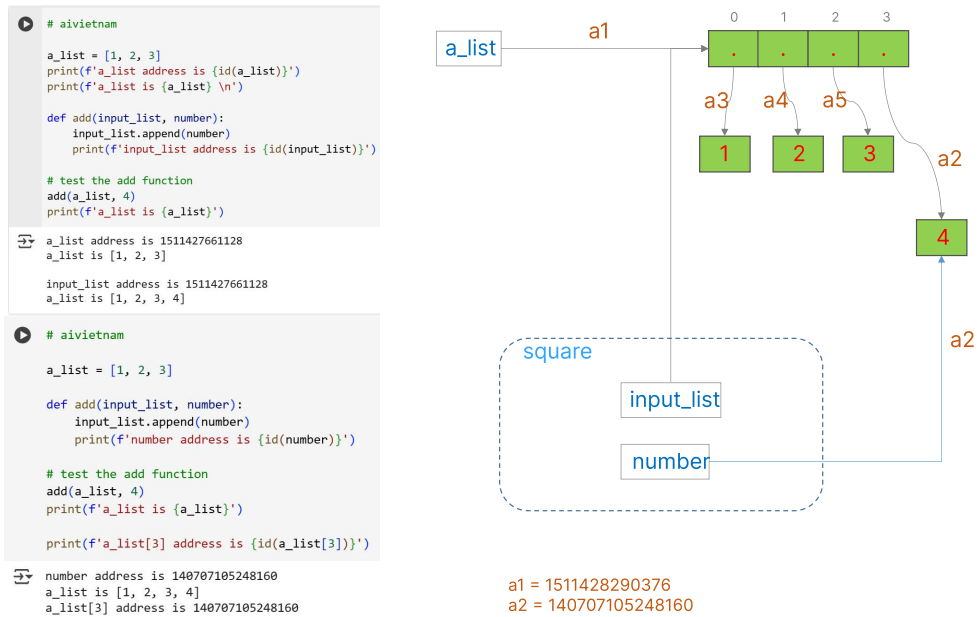 # aivietnam
a_list = [1, 2, 3]
print(f'a_list address is {id(a_list)}')
print(f'a_list is {a_list} \n')
def add(input_list, number):
    input_list.append(number)
    print(f'input_list address is {id(input_list)}')
# test the add function
add(a_list, 4)
print(f'a_list is {a_list}')
a_list address is 1511427661128
a_list is [1, 2, 3]
input_list address is 1511427661128
a_list is [1, 2, 3, 4]
# aivietnam
a_list = [1, 2, 3]
def add(input_list, number):
    input_list.append(number)
    print(f'number address is {id(number)}')
# test the add function
add(a_list, 4)
print(f'a_list is {a_list}')
print(f'a_list[3] address is {id(a_list[3])}')
number address is 140707105248160
a_list is [1, 2, 3, 4]
a_list[3] address is 140707105248160
0 1 2 3
a_list
a1
. . . .
a3 a4 a5
1 2 3
a2
4
a2
square
input_list
number
a1 = 1511428290376
a2 = 140707105248160